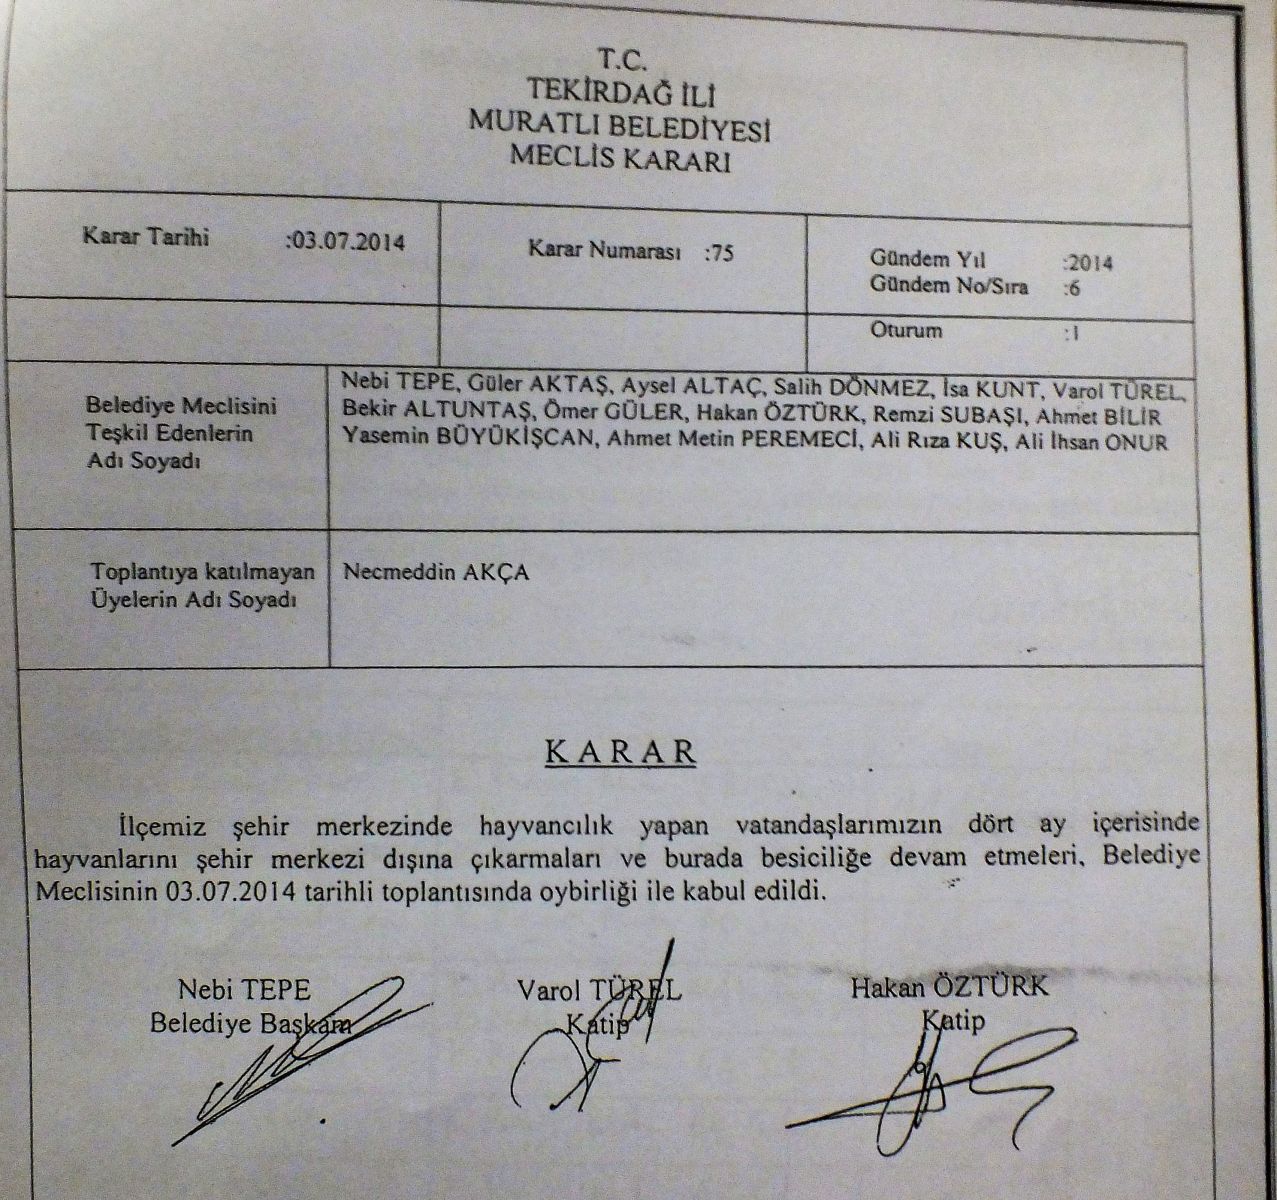 T.C.
TEKİRDAĞ İLİ
MURATLI BELEDİYESİ
MECLİS KARARI
Karar Tarihi :03.07.2014
Karar Numarası :75
Gündem Yıl :2014
Gündem No/Sıra :6
Oturum :1
Belediye Meclisini
Teşkil Edenlerin
Adı Soyadı
Nebi TEPE, Güler AKTAŞ, Aysel ALTAÇ, Salih DÖNMEZ, İsa KUNT, Varol TÜREL,
Bekir ALTUNTAŞ, Ömer GÜLER, Hakan ÖZTÜRK, Remzi SUBAŞI, Ahmet BİLİR
Yasemin BÜYÜKİŞCAN, Ahmet Metin PEREMECİ, Ali Rıza KUŞ, Ali İhsan ONUR
Toplantıya katılmayan
Üyelerin Adı Soyadı
Necmeddin AKÇA
K A R A R
İlçemiz şehir merkezinde hayvancılık yapan vatandaşlarımızın dört ay içerisinde
hayvanlarını şehir merkezi dışına çıkarmaları ve burada besiciliğe devam etmeleri, Belediye
Meclisinin 03.07.2014 tarihli toplantısında oybirliği ile kabul edildi.
Nebi TEPE
Belediye Başkanı
Varol TÜREL
Katip
Hakan ÖZTÜRK
Katip